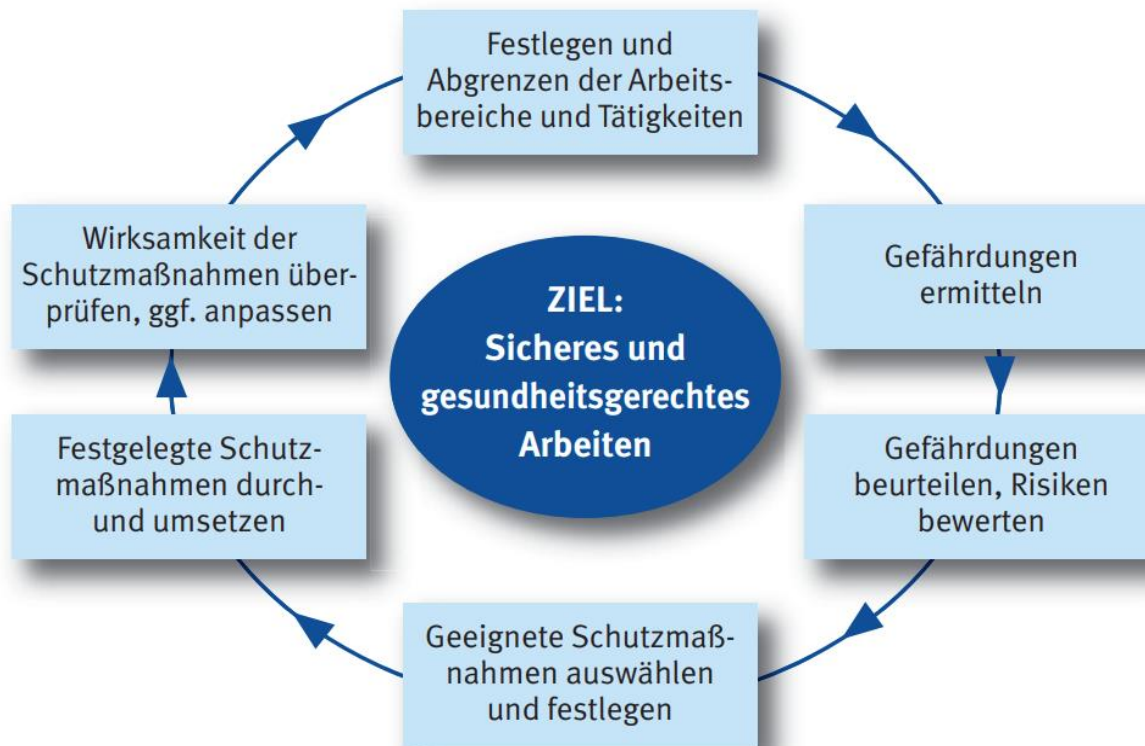 Festlegen und
Abgrenzen der Arbeits-
bereiche und Tätigkeiten
Gefährdungen
ermitteln
Gefährdungen
beurteilen, Risiken
bewerten
Geeignete Schutzmaß-
nahmen auswählen
und festlegen
Festgelegte Schutz-
maßnahmen durch-
und umsetzen
Wirksamkeit der
Schutzmaßnahmen über-
prüfen, ggf. anpassen
ZIEL:
Sicheres und
gesundheitsgerechtes
Arbeiten